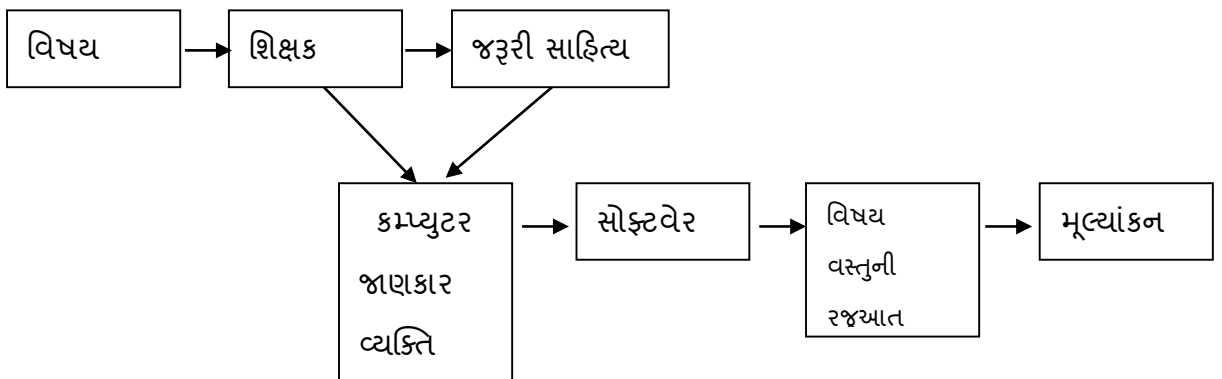 વિષય
શિક્ષક
જરૂરી સાહિત્ય
કમ્પ્યુટર
જાણકાર
વ્યક્તિ
સોફ્ટવેર
વિષય
વસ્તુની
રજૂઆત
મૂલ્યાંકન